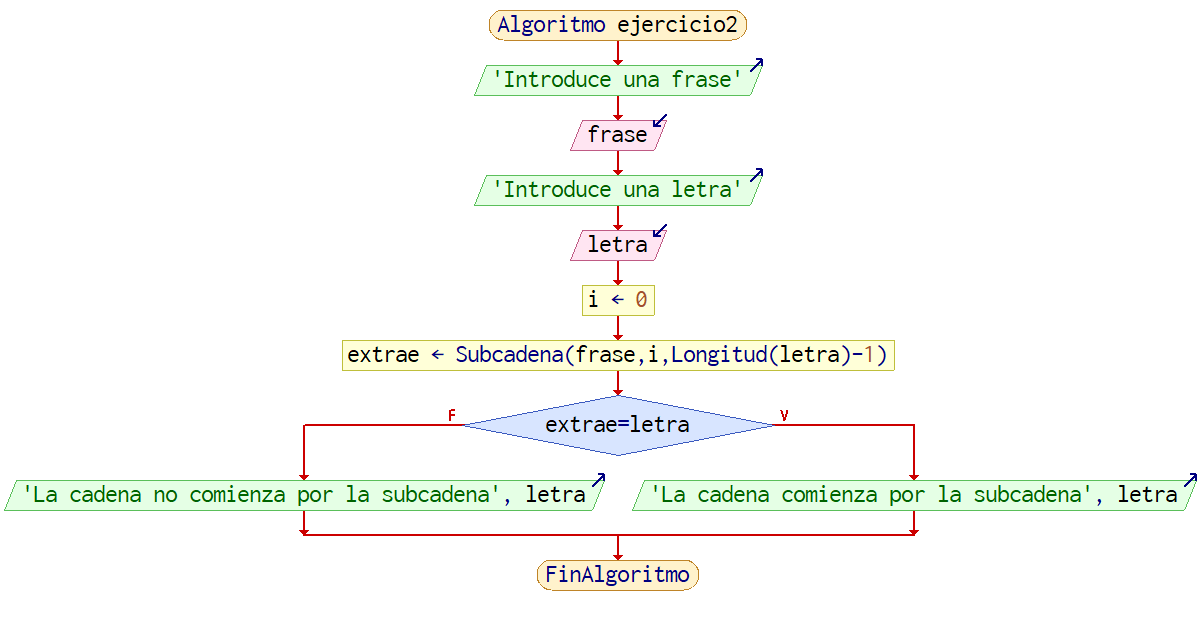 Algoritmo ejercicio2
'Introduce una frase'
frase
'Introduce una letra'
letra
i ← 0
extrae ← Subcadena(frase,i,Longitud(letra)-1)
F
extrae=letra
V
'La cadena no comienza por la subcadena', letra
'La cadena comienza por la subcadena', letra
FinAlgoritmo